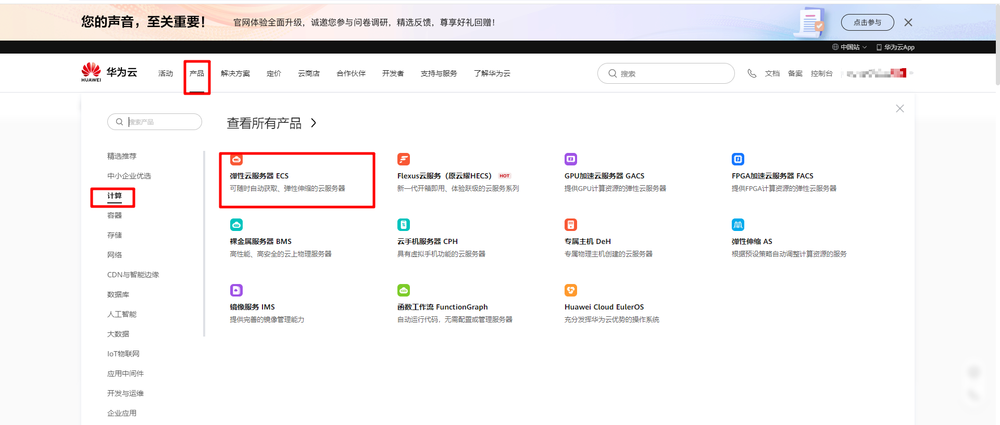 您的声音，至关重要！
官网体验全面升级，诚邀您参与问卷调研，精选反馈，尊享好礼回赠！
点击参与
中国站
华为云App
HUAWEI
华为云
活动
产品
解决方案
定价
云商店
合作伙伴
开发者
支持与服务
了解华为云
搜索
文档
备案
控制台
搜索产品
查看所有产品
精选推荐
中小企业优选
计算
容器
存储
网络
CDN与智能边缘
数据库
人工智能
大数据
IoT物联网
应用中间件
开发与运维
企业应用
弹性云服务器 ECS
可随时自动获取、弹性伸缩的云服务器
Flexus云服务（原云耀HECS） HOT
新一代开箱即用、体验跃级的云服务系列
GPU加速云服务器 GACS
提供GPU计算资源的弹性云服务器
FPGA加速云服务器 FACS
提供FPGA计算资源的弹性云服务器
裸金属服务器 BMS
高性能、高安全的云上物理服务器
云手机服务器 CPH
具有虚拟手机功能的云服务器
专属主机 DeH
专属物理主机创建的云服务器
弹性伸缩 AS
根据预设策略自动调整计算资源的服务
镜像服务 IMS
提供完善的镜像管理能力
函数工作流 FunctionGraph
自动运行代码，无需配置或管理服务器
Huawei Cloud EulerOS
充分发挥华为云优势的操作系统